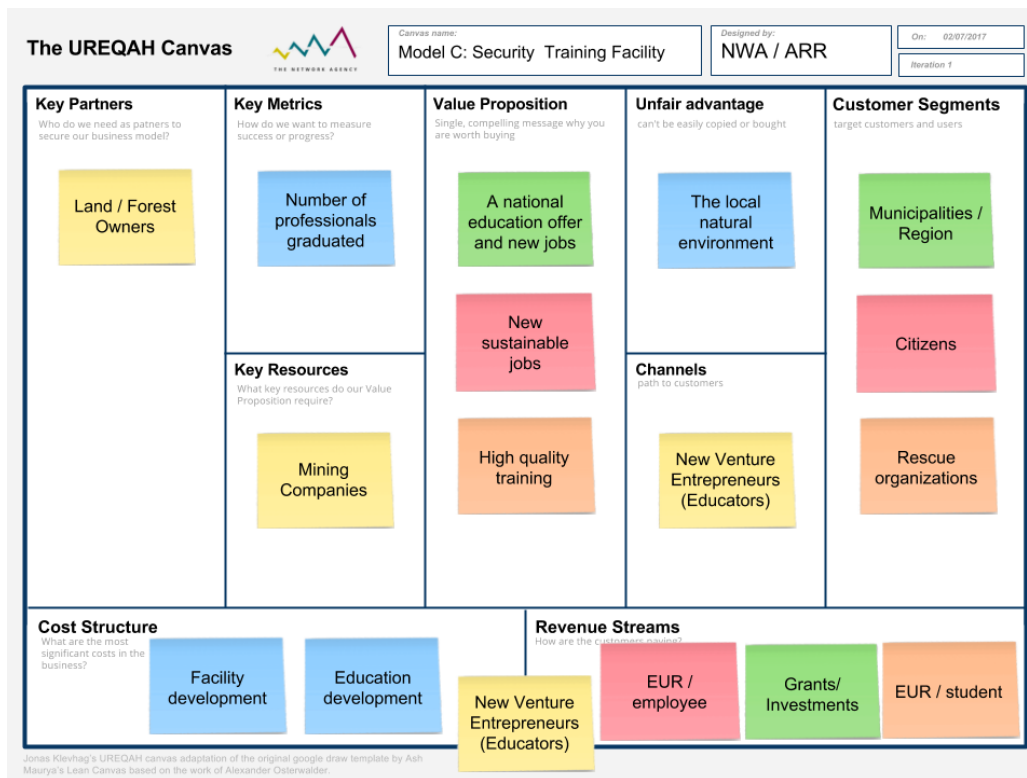 The UREQAH Canvas
THE NETWORK AGENCY
Canvas name:
Model C: Security  Training Facility
Designed by:
NWA / ARR
On: 02/07/2017
Iteration 1
Key Partners
Who do we need as patners to
secure our business model?
Land / Forest
Owners
Key Metrics
How do we want to measure
success or progress?
Number of
professionals
graduated
Key Resources
What key resources do our Value
Proposition require?
Mining
Companies
Value Proposition
Single, compelling message why you
are worth buying
A national
education offer
and new jobs
New
sustainable
jobs
High quality
training
Unfair advantage
can't be easily copied or bought
The local
natural
environment
Channels
path to customers
New Venture
Entrepreneurs
(Educators)
Customer Segments
target customers and users
Municipalities /
Region
Citizens
Rescue
organizations
Cost Structure
What are the most
significant costs in the
business?
Facility
development
Education
development
New Venture
Entrepreneurs
(Educators)
Revenue Streams
How are the customers paying?
EUR /
employee
Grants/
Investments
EUR / student
Jonas Klevhag's UREQAH canvas adaptation of the original google draw template by Ash
Maurya's Lean Canvas based on the work of Alexander Osterwalder.